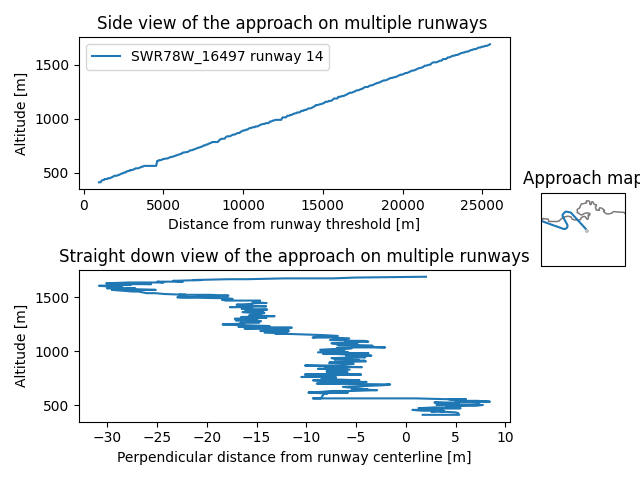 Side view of the approach on multiple runways
SWR78W_16497 runway 14
Altitude [m]
1500
1000
500
0 5000 10000 15000 20000 25000
Distance from runway threshold [m]
Approach map
Straight down view of the approach on multiple runways
Altitude [m]
1500
1000
500
−30 −25 −20 −15 −10 −5 0 5 10
Perpendicular distance from runway centerline [m]